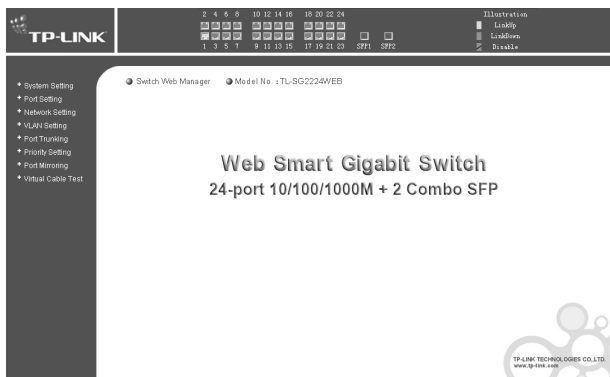 2 4 6 8 10 12 14 16 18 20 22 24
1 3 5 7 9 11 13 15 17 19 21 23 SFP1 SFP2
Illustration
LinkUp
LinkDown
Disable
TP-LINK
System Setting
Port Setting
Network Setting
VLAN Setting
Port Trunking
Priority Setting
Port Mirroring
Virtual Cable Test
Switch Web Manager Model No. : TL-SG2224WEB
Web Smart Gigabit Switch
24-port 10/100/1000M + 2 Combo SFP
TP-LINK TECHNOLOGIES CO.,LTD.
www.tp-link.com